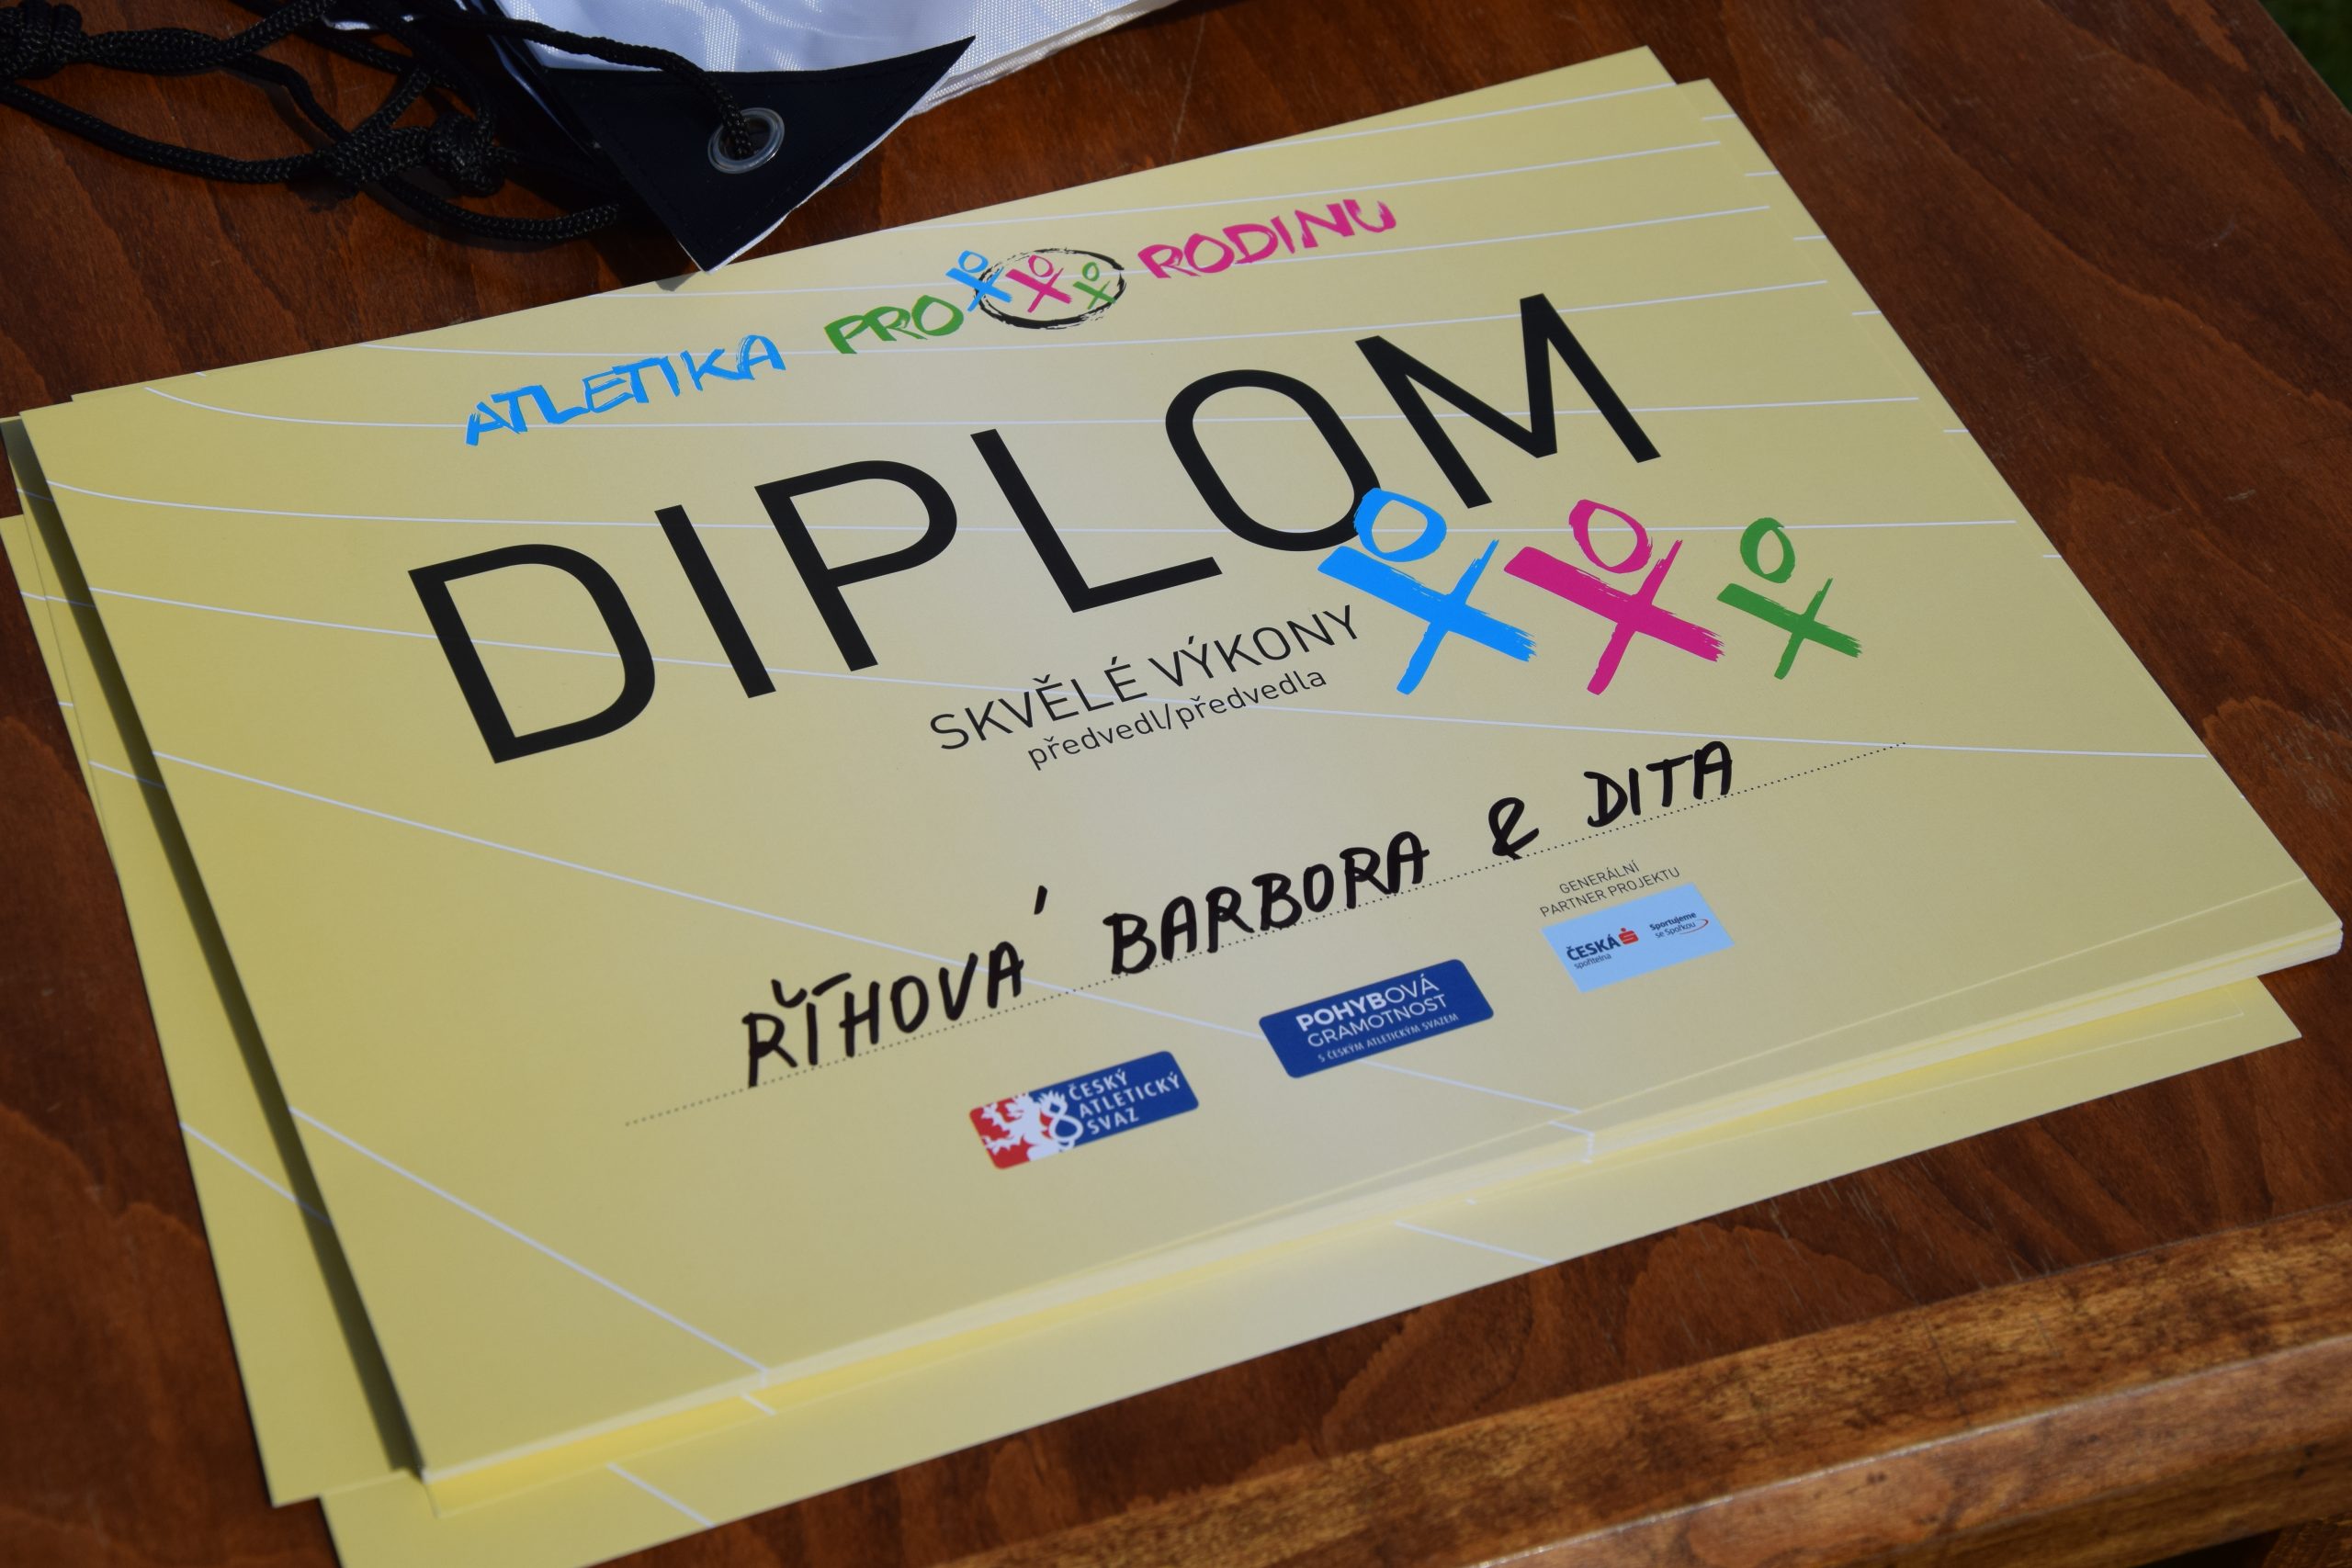 ATLETIKA PRO RODINU
DIPLOM
SKVĚLÉ VÝKONY
předvedl/předvedla
ŘÍHOVÁ BARBORA & DITA
GENERÁLNÍ
PARTNER PROJEKTU
ČESKÁ
spořitelna
Sportujeme
se Spořkou
POHYBOVÁ
GRAMOTNOST
S ČESKÝM ATLETICKÝM SVAZEM
ČESKÝ
ATLETICKÝ
SVAZ